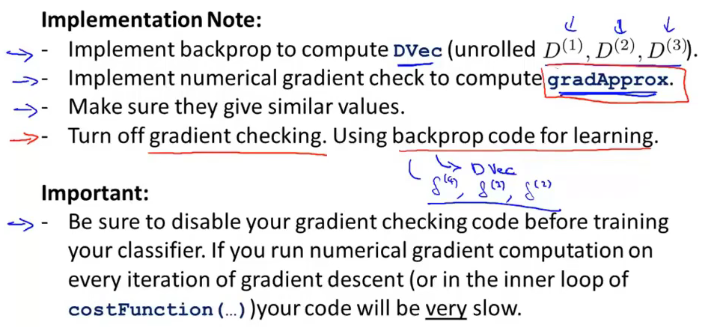 Implementation Note:
- Implement backprop to compute DVec (unrolled D(1), D(2), D(3)).
- Implement numerical gradient check to compute gradApprox.
- Make sure they give similar values.
- Turn off gradient checking. Using backprop code for learning.
DVec
δ(4), δ(3), δ(2)
Important:
- Be sure to disable your gradient checking code before training
your classifier. If you run numerical gradient computation on
every iteration of gradient descent (or in the inner loop of
costFunction(…))your code will be very slow.